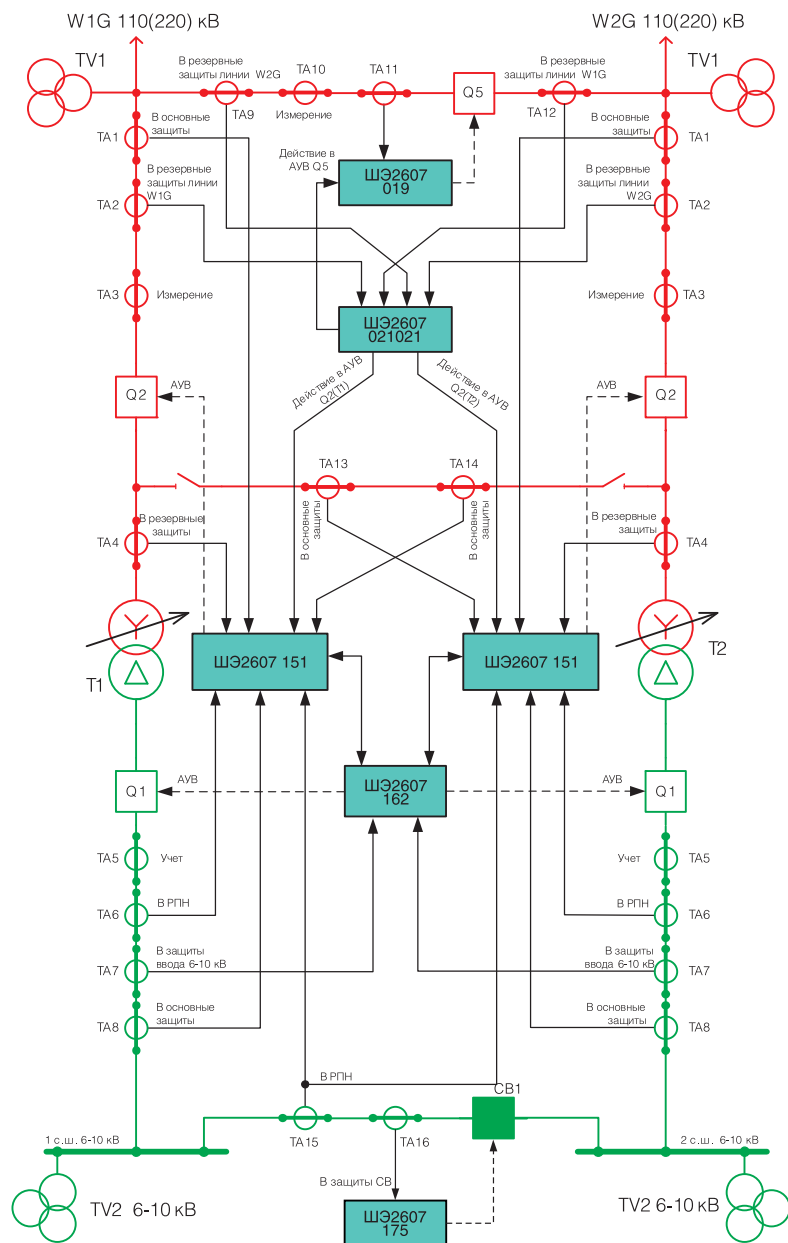 W1G 110(220) кВ
W2G 110(220) кВ
TV1
В резервные
защиты линии W2G
TA10
TA11
Q5
В резервные
защиты линии W1G
TV1
TA9
Измерение
TA12
TA1
В основные
защиты
Действие в
АУВ Q5
ШЭ2607
019
В основные
защиты
TA1
В резервные
защиты линии
W1G
TA2
В резервные
защиты линии
W2G
TA2
TA3
Измерение
ШЭ2607
021021
Измерение
TA3
Действие в АУВ
Q2(T1)
Действие в АУВ
Q2(T2)
Q2
АУВ
АУВ
Q2
TA13
TA14
В основные
защиты
В основные
защиты
TA4
В резервные
защиты
В резервные
защиты
TA4
T1
ШЭ2607 151
ШЭ2607 151
T2
Q1
АУВ
ШЭ2607
162
АУВ
Q1
TA5
Учет
Учет
TA5
TA6
В РПН
В РПН
TA6
TA7
В защиты
ввода 6-10 кВ
В защиты
ввода 6-10 кВ
TA7
TA8
В основные
защиты
В основные
защиты
TA8
В РПН
СВ1
TA15
TA16
1 с.ш. 6-10 кВ
2 с.ш. 6-10 кВ
В защиты СВ
TV2 6-10 кВ
ШЭ2607
175
TV2 6-10 кВ